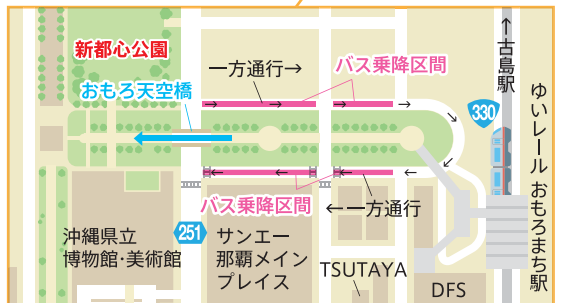 新都心公園
おもろ天空橋
一方通行→
バス乗降区間
↑古島駅
330
ゆいレール おもろまち駅
バス乗降区間
←一方通行
251
沖縄県立
博物館・美術館
サンエー
那覇メイン
プレイス
TSUTAYA
DFS